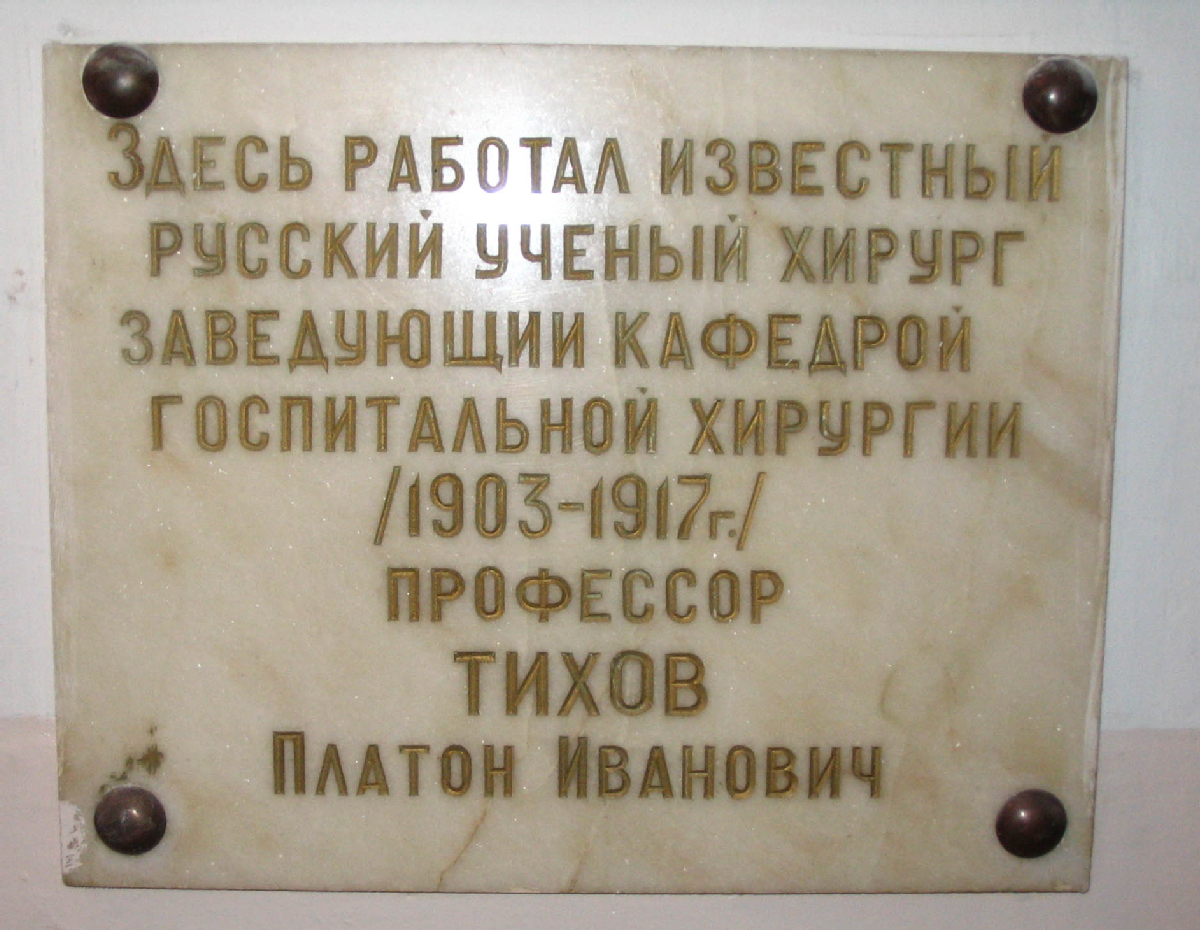 Здесь работал известный
русский ученый хирург
заведующии кафедрой
госпитальной хирургии
/1903-1917г./
профессор
ТИХОВ
Платон Иванович